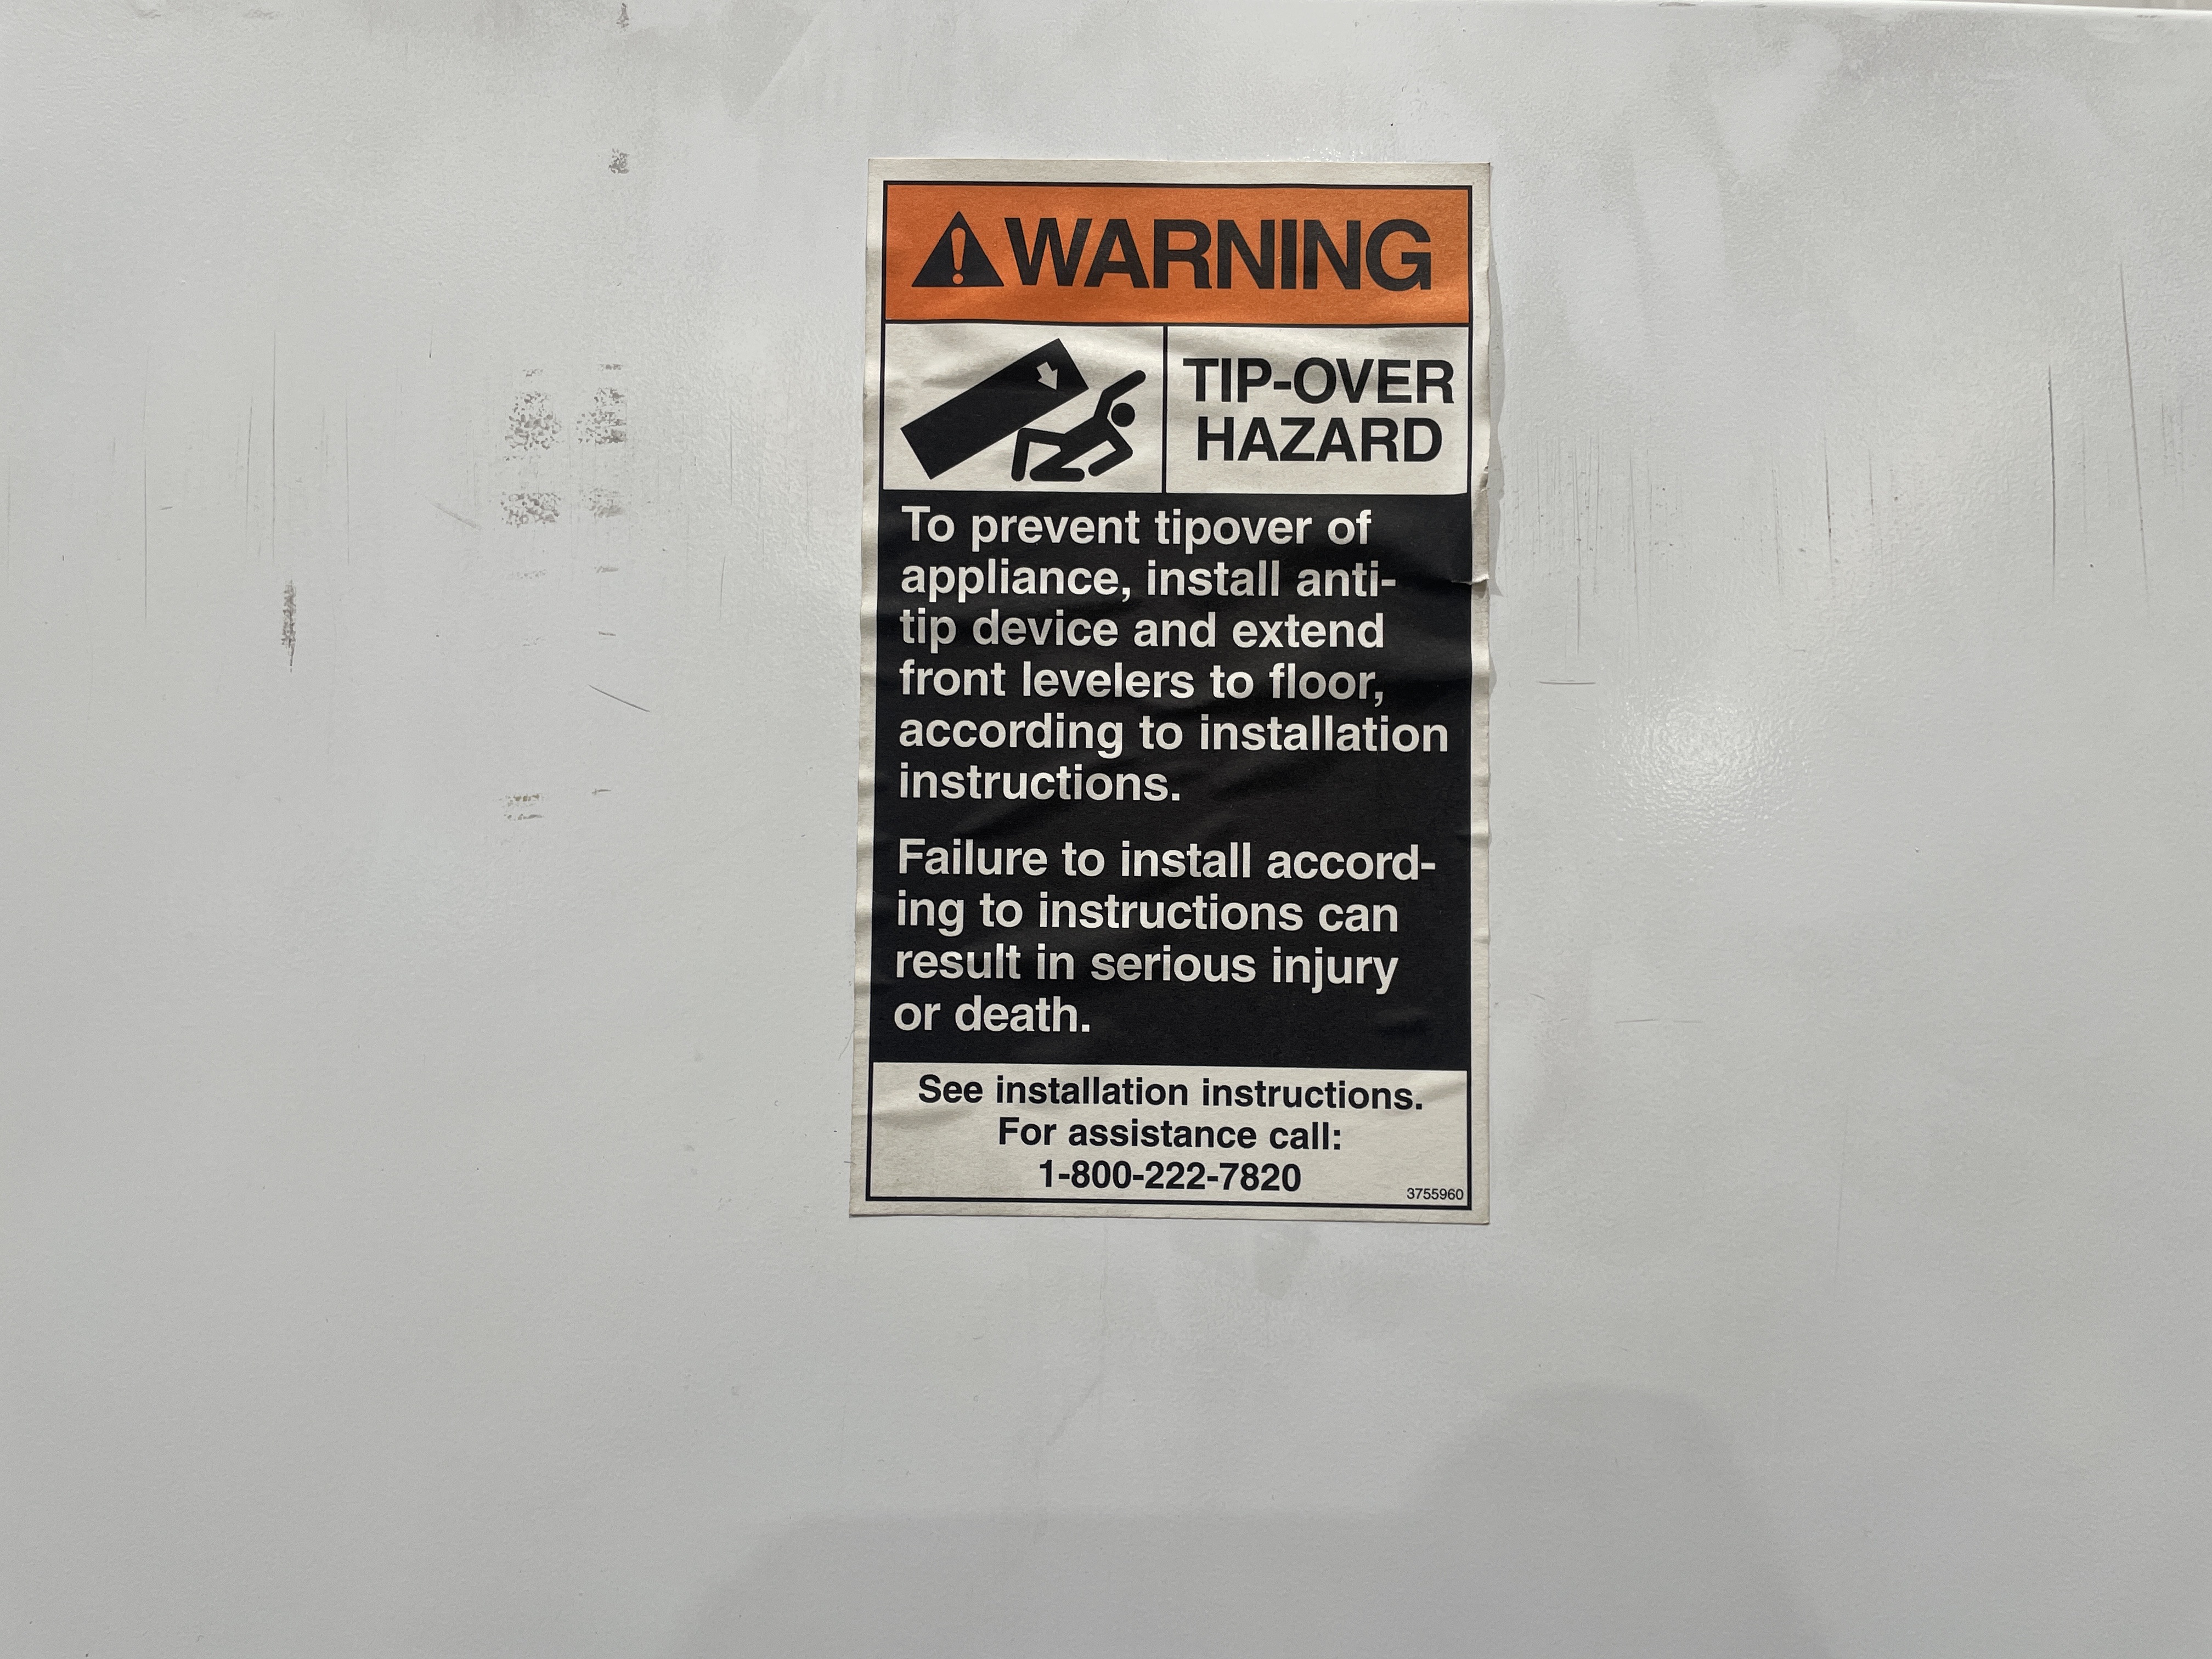 WARNING
TIP-OVER
HAZARD
To prevent tipover of
appliance, install anti-
tip device and extend
front levelers to floor,
according to installation
instructions.
Failure to install accord-
ing to instructions can
result in serious injury
or death.
See installation instructions.
For assistance call:
1-800-222-7820
3755960